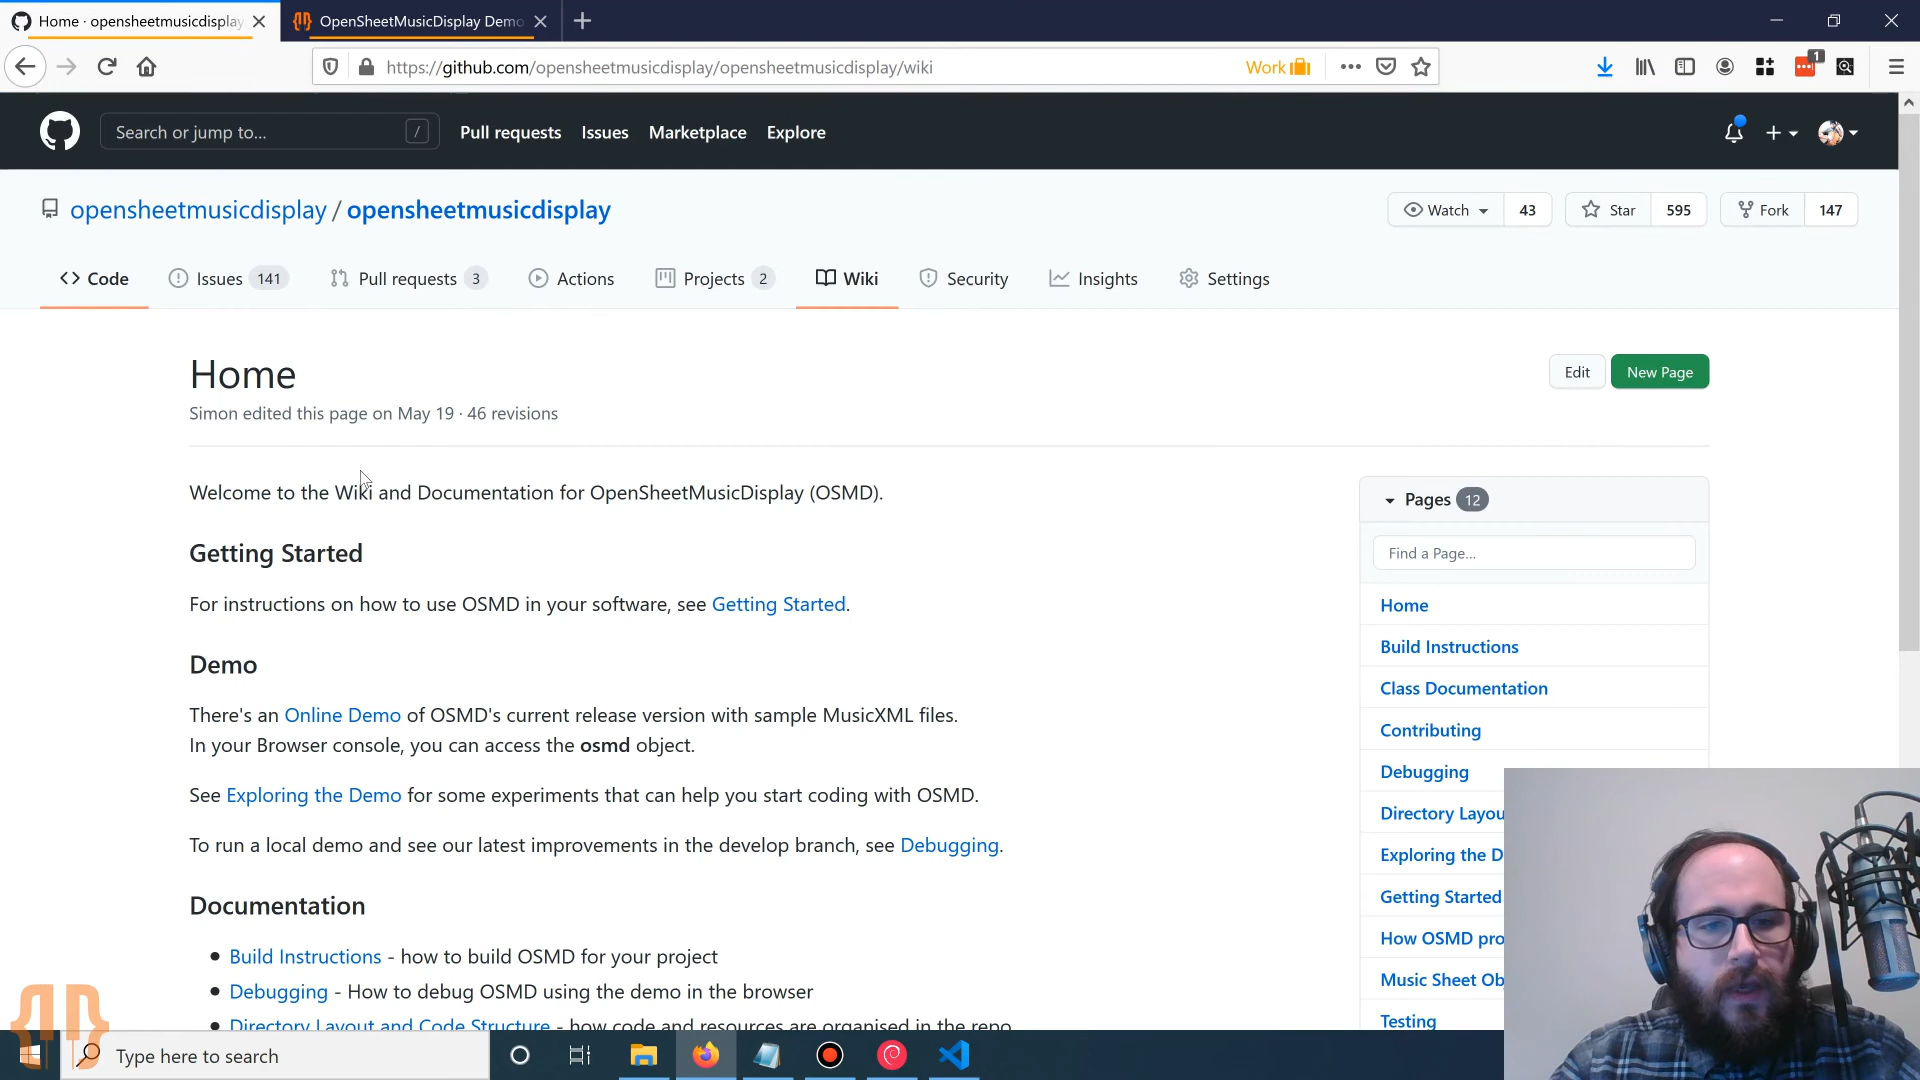 Home · opensheetmusicdisplay
OpenSheetMusicDisplay Demo
https://github.com/opensheetmusicdisplay/opensheetmusicdisplay/wiki
Work
1
Search or jump to...
/
Pull requests
Issues
Marketplace
Explore
opensheetmusicdisplay / opensheetmusicdisplay
Watch
43
Star
595
Fork
147
Code
Issues 141
Pull requests 3
Actions
Projects 2
Wiki
Security
Insights
Settings
Home
Edit
New Page
Simon edited this page on May 19 · 46 revisions
Welcome to the Wiki and Documentation for OpenSheetMusicDisplay (OSMD).
Getting Started
For instructions on how to use OSMD in your software, see Getting Started.
Demo
There's an Online Demo of OSMD's current release version with sample MusicXML files.
In your Browser console, you can access the osmd object.
See Exploring the Demo for some experiments that can help you start coding with OSMD.
To run a local demo and see our latest improvements in the develop branch, see Debugging.
Documentation
Build Instructions - how to build OSMD for your project
Debugging - How to debug OSMD using the demo in the browser
Directory Layout and Code Structure - how code and resources are organised in the repo
Pages 12
Find a Page...
Home
Build Instructions
Class Documentation
Contributing
Debugging
Directory Layou
Exploring the D
Getting Started
How OSMD pro
Music Sheet Ob
Testing
Type here to search